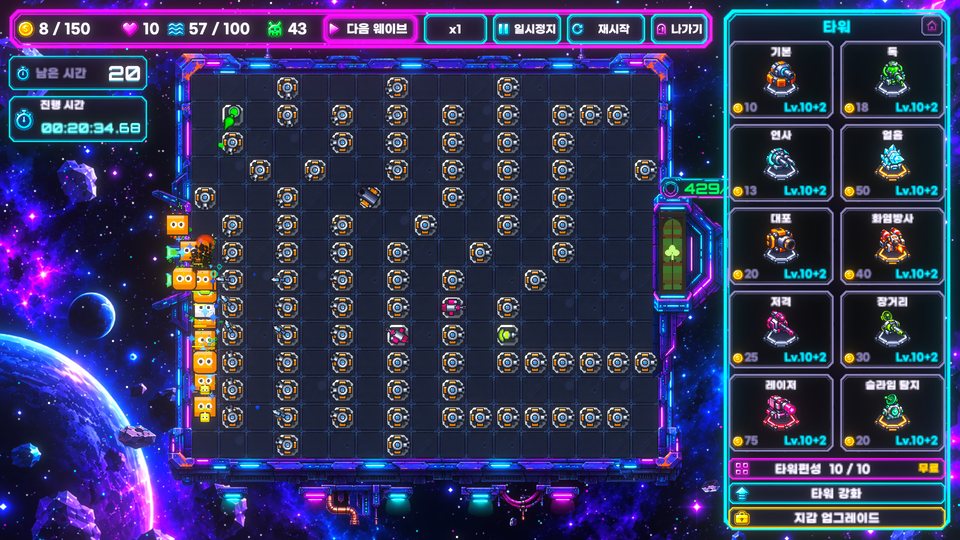 8 / 150
10
57 / 100
43
다음 웨이브
x1
일시정지
재시작
나가기
남은 시간
20
진행 시간
00:20:34.68
429/
타워
기본
10
Lv.10+2
독
18
Lv.10+2
연사
13
Lv.10+2
얼음
50
Lv.10+2
대포
20
Lv.10+2
화염방사
40
Lv.10+2
저격
25
Lv.10+2
장거리
30
Lv.10+2
레이저
75
Lv.10+2
슬라임 탐지
20
Lv.10+2
타워편성 10 / 10
무료
타워 강화
지갑 업그레이드